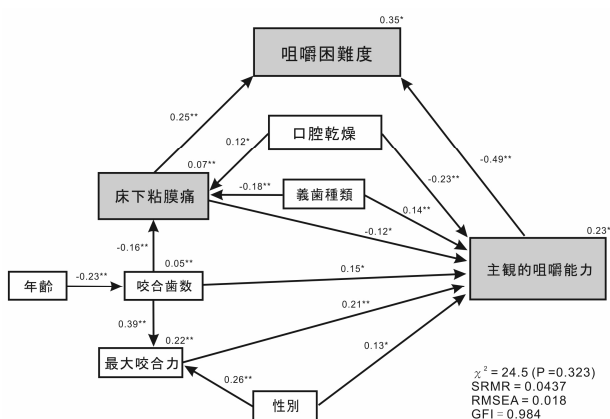 0.35*
咀嚼困難度
0.25**
口腔乾燥
0.12*
0.07**
-0.49**
床下粘膜痛
-0.18**
義歯種類
-0.23**
0.14**
-0.12*
0.23*
-0.16**
0.05**
主観的咀嚼能力
年齢
-0.23**
咬合歯数
0.15*
0.39**
0.21**
0.22**
最大咬合力
0.13*
0.26**
性別
χ² = 24.5 (P =0.323)
SRMR = 0.0437
RMSEA = 0.018
GFI = 0.984